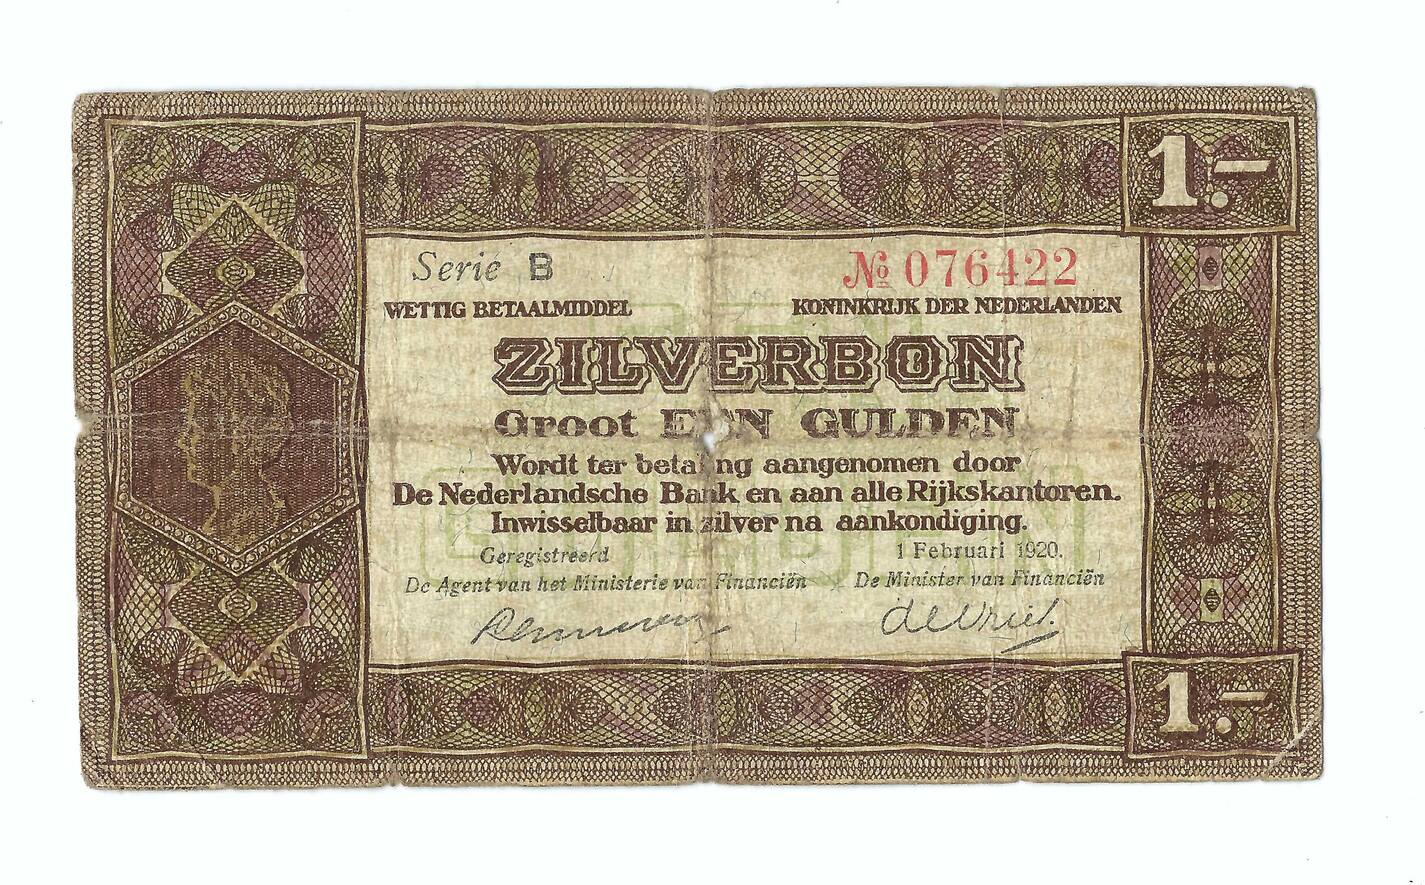 1.-
Serie B
№ 076422
WETTIG BETAALMIDDEL
KONINKRIJK DER NEDERLANDEN
ZILVERBON
Groot EEN GULDEN
Wordt ter betaling aangenomen door
De Nederlandsche Bank en aan alle Rijkskantoren.
Inwisselbaar in zilver na aankondiging.
Geregistreerd
1 Februari 1920.
De Agent van het Ministerie van Financiën
De Minister van Financiën
de Vries.
1.-